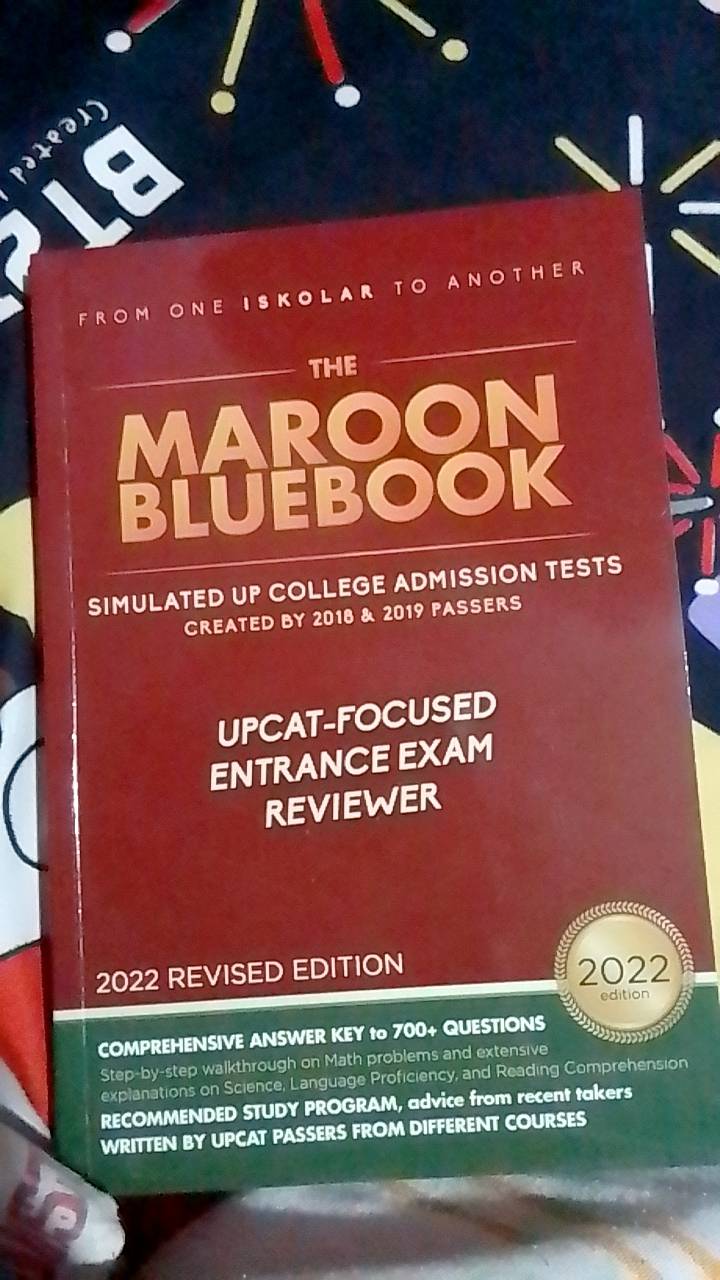 Created
BT21
FROM ONE ISKOLAR TO ANOTHER
THE
MAROON
BLUEBOOK
SIMULATED UP COLLEGE ADMISSION TESTS
CREATED BY 2018 & 2019 PASSERS
UPCAT-FOCUSED
ENTRANCE EXAM
REVIEWER
2022 REVISED EDITION
2022
edition
COMPREHENSIVE ANSWER KEY to 700+ QUESTIONS
Step-by-step walkthrough on Math problems and extensive
explanations on Science, Language Proficiency, and Reading Comprehension
RECOMMENDED STUDY PROGRAM, advice from recent takers
WRITTEN BY UPCAT PASSERS FROM DIFFERENT COURSES